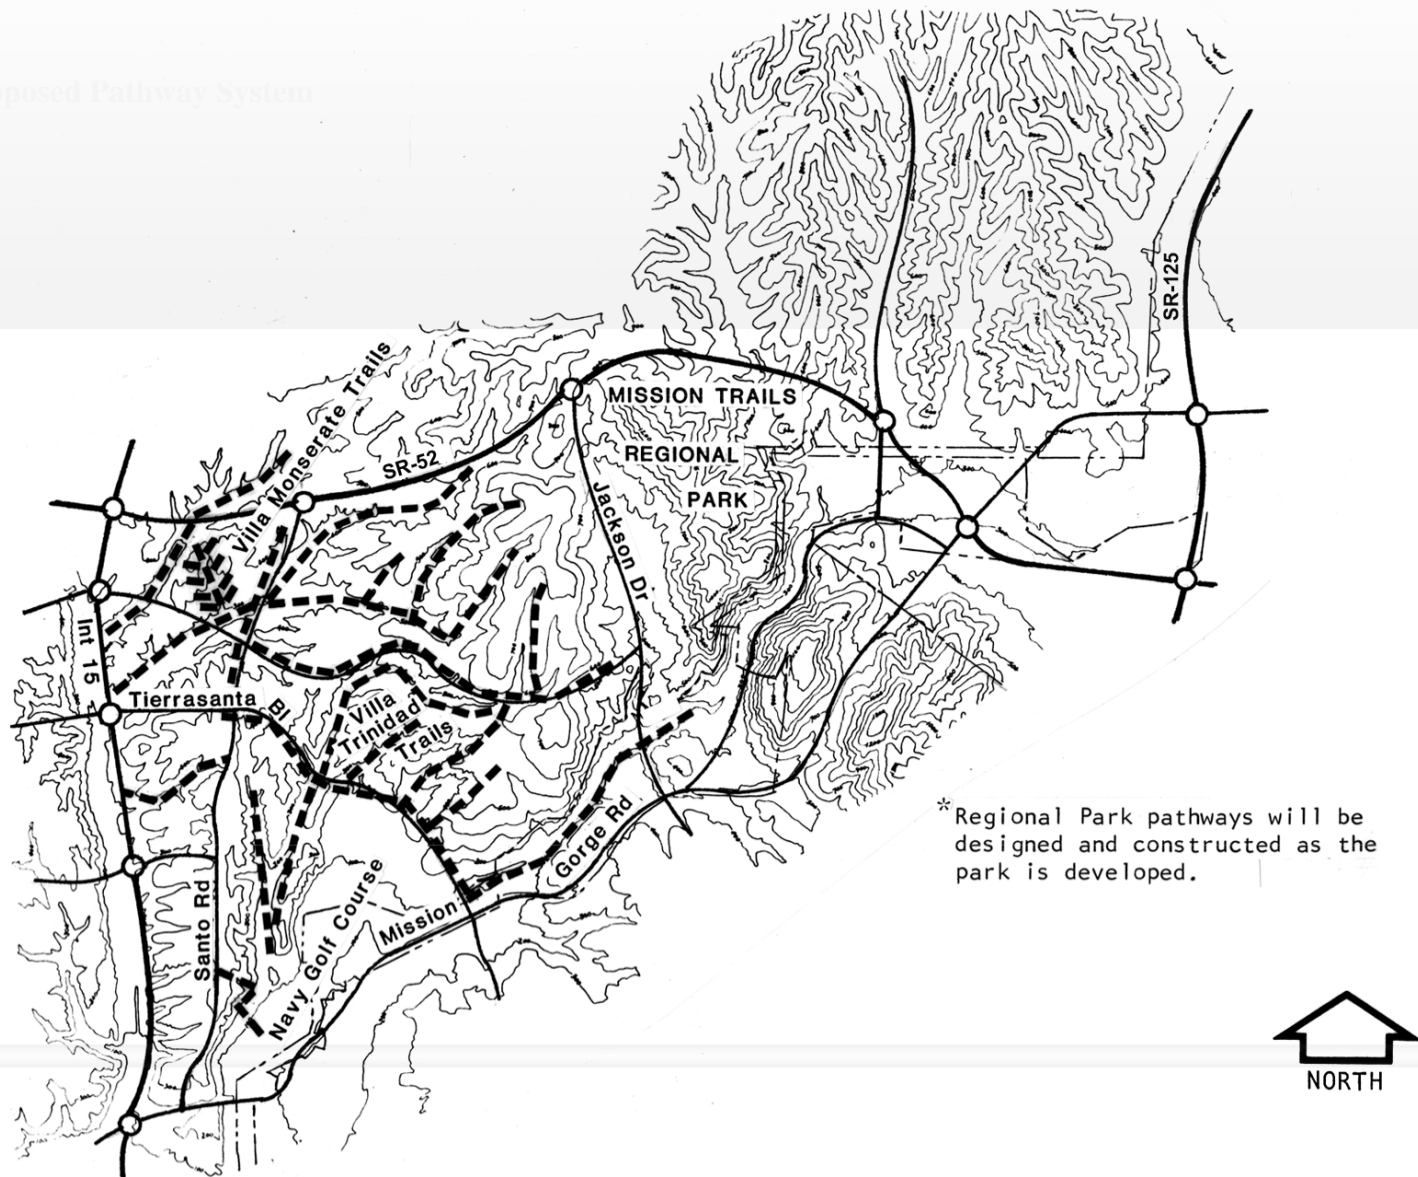 Proposed Pathway System
SR-125
Villa Monserate Trails
MISSION TRAILS
REGIONAL
PARK
SR-52
Jackson Dr
Int 15
Tierrasanta Bl
Villa
Trinidad
Trails
*Regional Park pathways will be
designed and constructed as the
park is developed.
Gorge Rd
Mission
Santo Rd
Navy Golf Course
NORTH